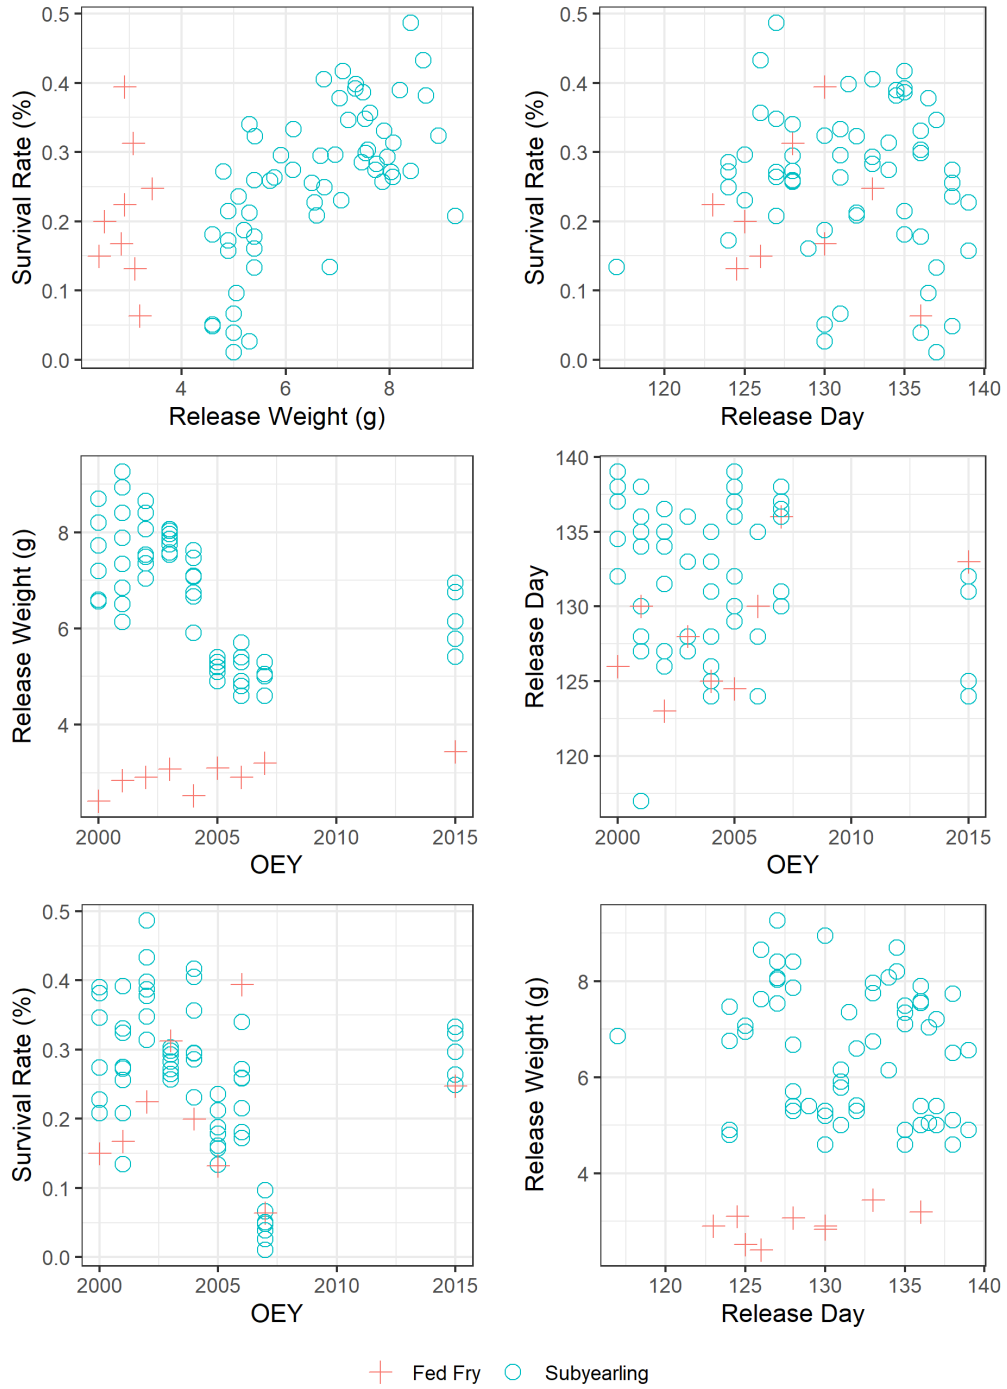 0.5
0.4
0.3
0.2
0.1
0.0
Survival Rate (%)
4 6 8
Release Weight (g)
0.5
0.4
0.3
0.2
0.1
0.0
Survival Rate (%)
120 125 130 135 140
Release Day
8
6
4
Release Weight (g)
2000 2005 2010 2015
OEY
140
135
130
125
120
Release Day
2000 2005 2010 2015
OEY
0.5
0.4
0.3
0.2
0.1
0.0
Survival Rate (%)
2000 2005 2010 2015
OEY
8
6
4
Release Weight (g)
120 125 130 135 140
Release Day
Fed Fry Subyearling